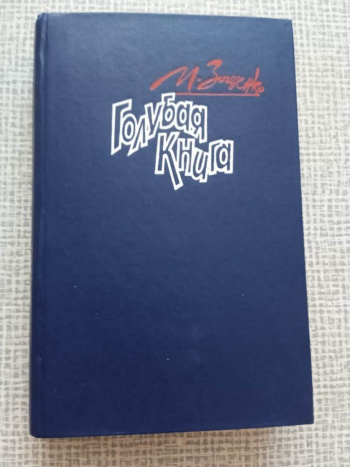 М. Зощенко
Голубая
Книга